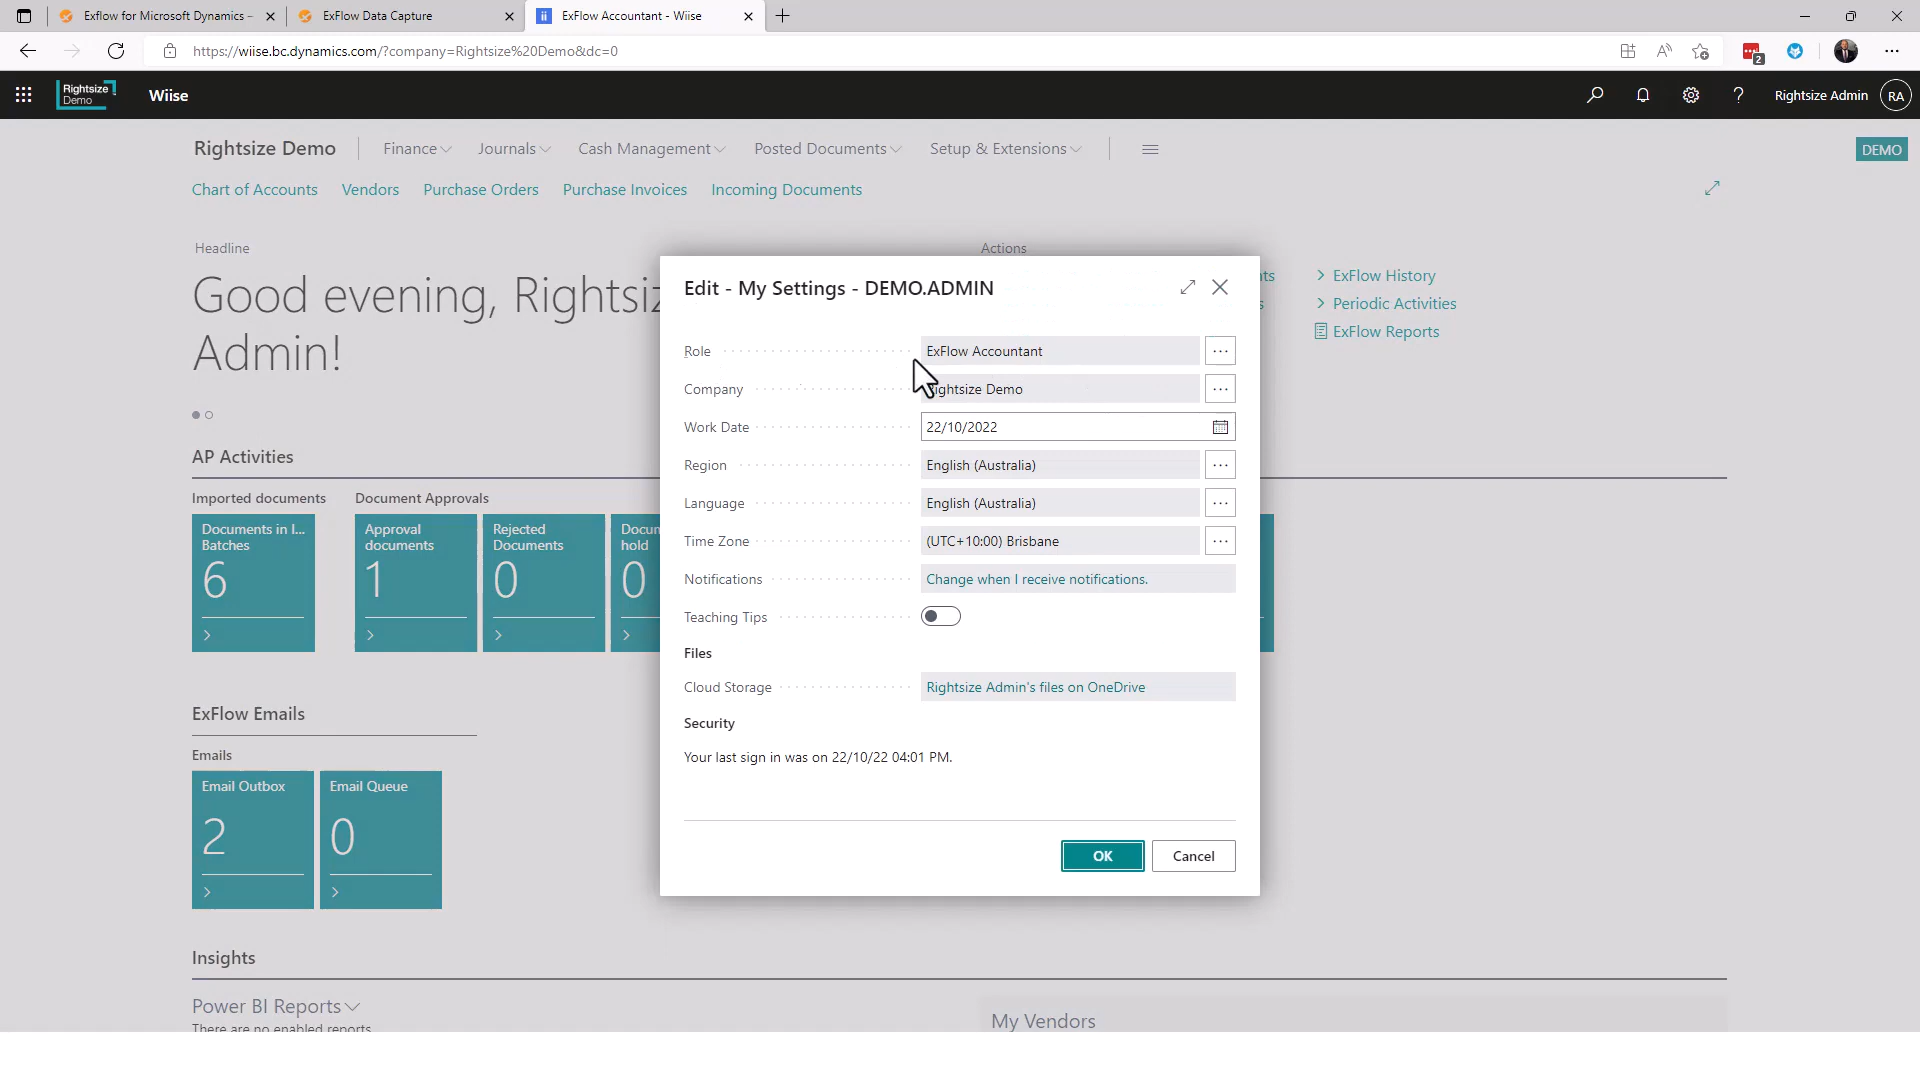 Exflow for Microsoft Dynamics –
ExFlow Data Capture
ExFlow Accountant - Wiise
https://wiise.bc.dynamics.com/?company=Rightsize%20Demo&dc=0
2
Rightsize
Demo
Wiise
Rightsize Admin
RA
Rightsize Demo
Finance
Journals
Cash Management
Posted Documents
Setup & Extensions
DEMO
Chart of Accounts
Vendors
Purchase Orders
Purchase Invoices
Incoming Documents
Headline
Actions
Good evening,
Admin!
ExFlow History
Periodic Activities
ExFlow Reports
Edit - My Settings - DEMO.ADMIN
Role
ExFlow Accountant
Company
Demo
Work Date
22/10/2022
Region
English (Australia)
Language
English (Australia)
Time Zone
(UTC+10:00) Brisbane
Notifications
Change when I receive notifications.
Teaching Tips
Files
Cloud Storage
Rightsize Admin's files on OneDrive
Security
Your last sign in was on 22/10/22 04:01 PM.
OK
Cancel
AP Activities
Imported documents
Document Approvals
Documents in I...
Batches
6
Approval
documents
1
Rejected
Documents
0
hold
0
ExFlow Emails
Emails
Email Outbox
2
Email Queue
0
Insights
Power BI Reports
There are no enabled reports
My Vendors